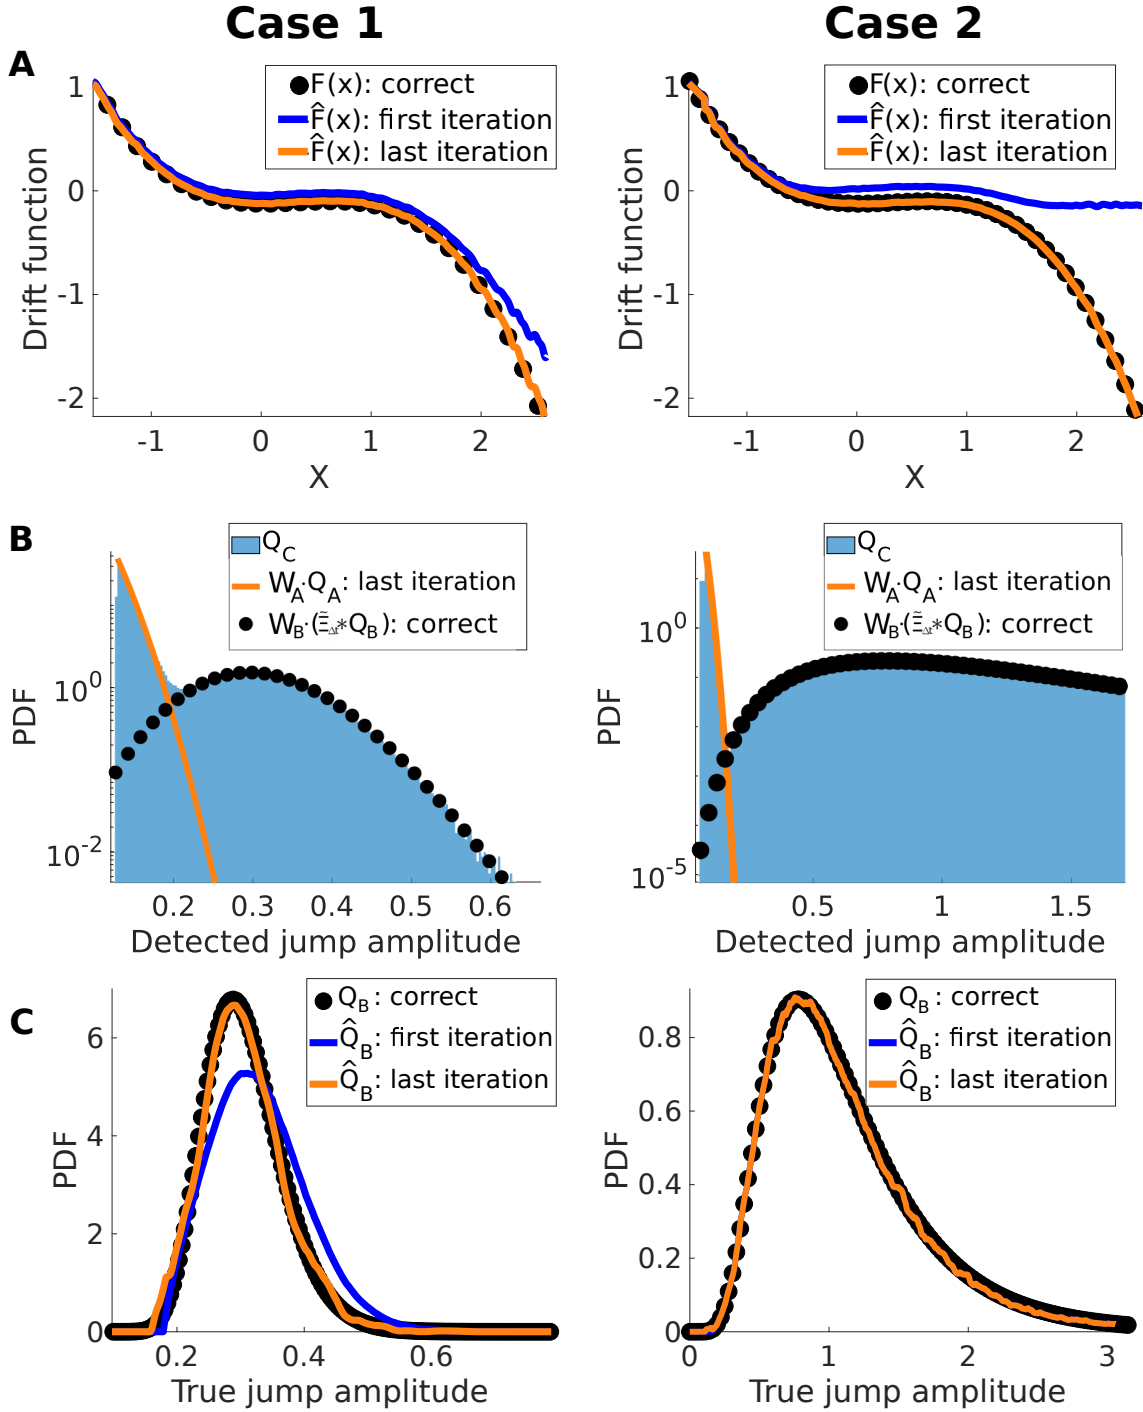 Case 1
Case 2
A
F(x): correct
F̂(x): first iteration
F̂(x): last iteration
1
0
-1
-2
Drift function
-1
0
1
2
X
F(x): correct
F̂(x): first iteration
F̂(x): last iteration
1
0
-1
-2
Drift function
-1
0
1
2
X
B
Q_C
W_A·Q_A: last iteration
W_B·(Ξ̃_Δt*Q_B): correct
10^0
10^-2
PDF
0.2
0.3
0.4
0.5
0.6
Detected jump amplitude
Q_C
W_A·Q_A: last iteration
W_B·(Ξ̃_Δt*Q_B): correct
10^0
10^-5
PDF
0.5
1
1.5
Detected jump amplitude
C
Q_B: correct
Q̂_B: first iteration
Q̂_B: last iteration
6
4
2
0
PDF
0.2
0.4
0.6
True jump amplitude
Q_B: correct
Q̂_B: first iteration
Q̂_B: last iteration
0.8
0.6
0.4
0.2
0
PDF
0
1
2
3
True jump amplitude